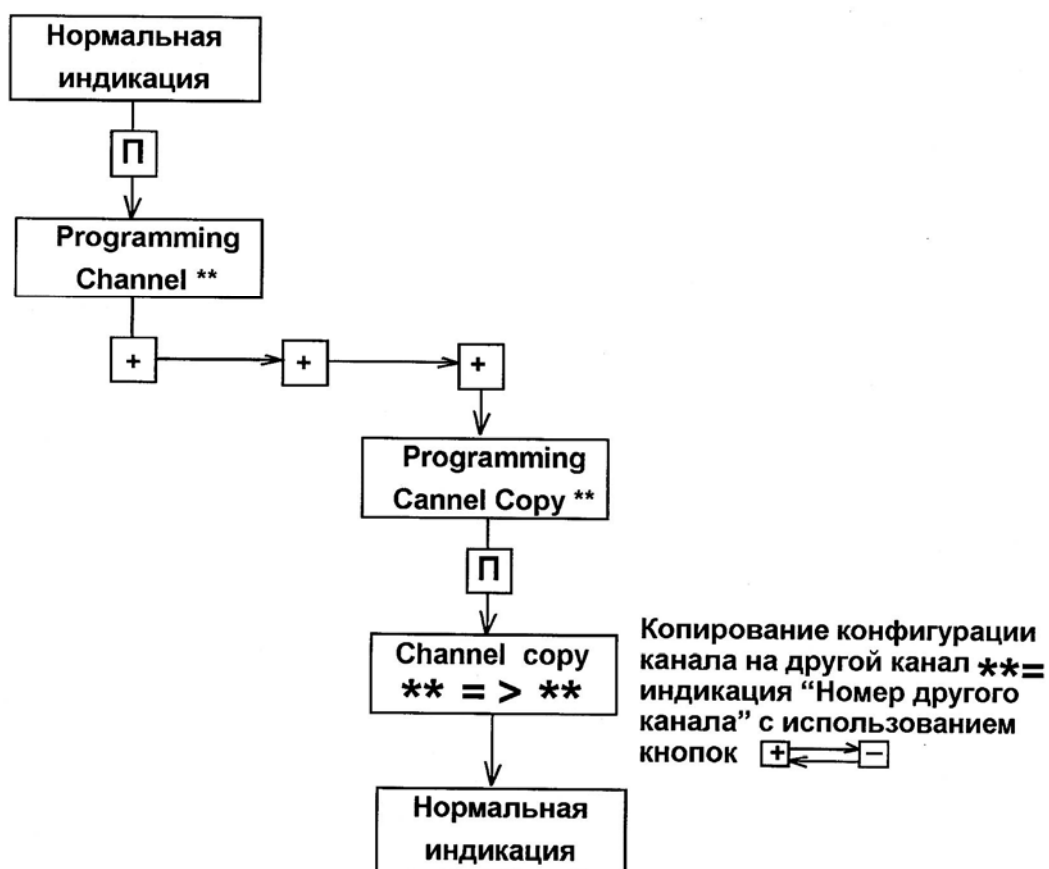 Нормальная
индикация
П
Programming
Channel **
+
+
+
Programming
Cannel Copy **
П
Channel copy
** = > **
Копирование конфигурации
канала на другой канал **=
индикация “Номер другого
канала” с использованием
кнопок + −
Нормальная
индикация